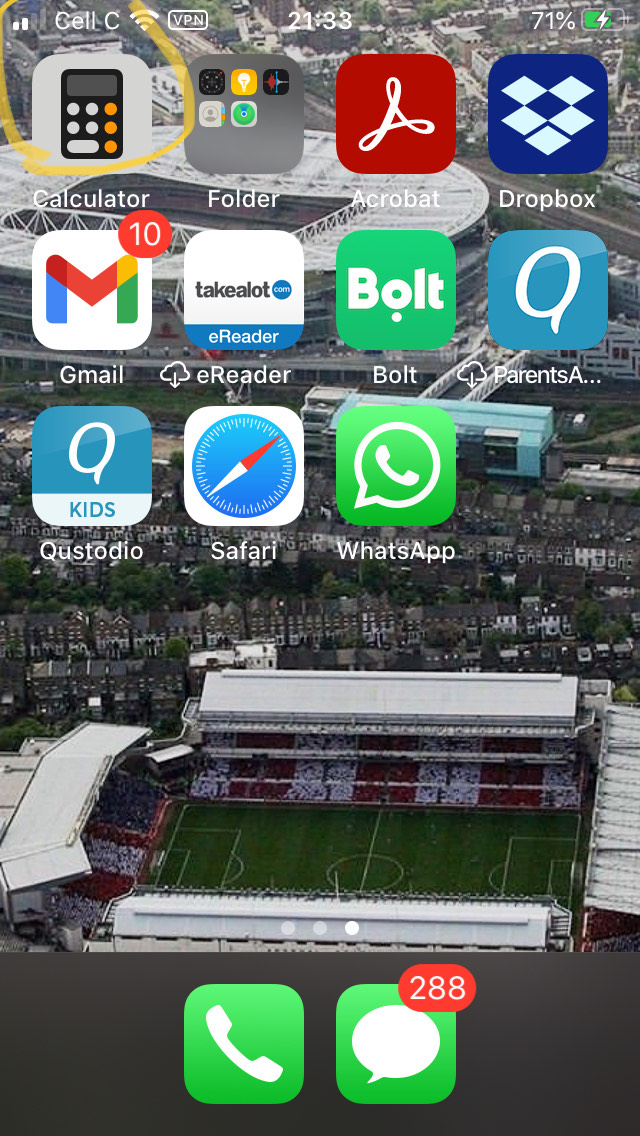 Cell C VPN 21:33 71%
Calculator Folder Acrobat Dropbox
10
takealot com
eReader
Bolt
Gmail eReader Bolt ParentsA...
KIDS
Qustodio Safari WhatsApp
288